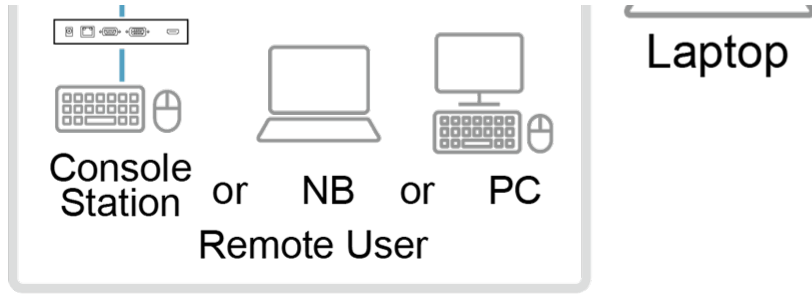 Laptop
Console
Station or NB or PC
Remote User